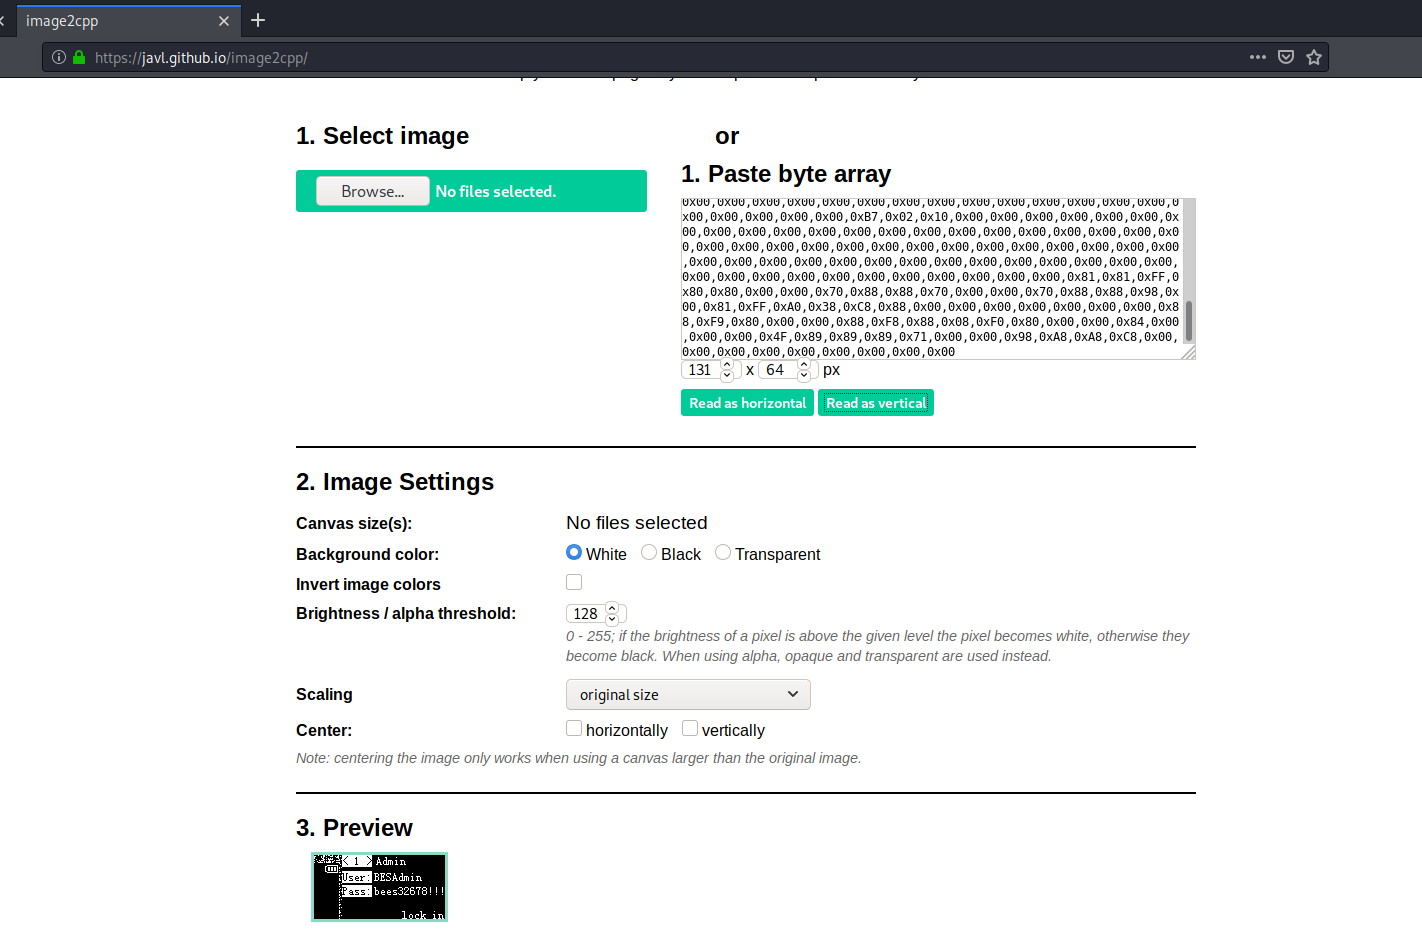 image2cpp
https://javl.github.io/image2cpp/
1. Select image
or
Browse... No files selected.
1. Paste byte array
0x00,0x00,0x00,0x00,0x00,0x00,0x00,0x00,0x00,0x00,0x00,0x00,0x00,0x00,0
x00,0x00,0x00,0x00,0x00,0xB7,0x02,0x10,0x00,0x00,0x00,0x00,0x00,0x00,0x
00,0x00,0x00,0x00,0x00,0x00,0x00,0x00,0x00,0x00,0x00,0x00,0x00,0x00,0x0
0,0x00,0x00,0x00,0x00,0x00,0x00,0x00,0x00,0x00,0x00,0x00,0x00,0x00,0x00
,0x00,0x00,0x00,0x00,0x00,0x00,0x00,0x00,0x00,0x00,0x00,0x00,0x00,0x00,
0x00,0x00,0x00,0x00,0x00,0x00,0x00,0x00,0x00,0x00,0x00,0x81,0x81,0xFF,0
x80,0x80,0x00,0x00,0x70,0x88,0x88,0x70,0x00,0x00,0x70,0x88,0x88,0x98,0x
00,0x81,0xFF,0xA0,0x38,0xC8,0x88,0x00,0x00,0x00,0x00,0x00,0x00,0x00,0x8
8,0xF9,0x80,0x00,0x00,0x88,0xF8,0x88,0x08,0xF0,0x80,0x00,0x00,0x84,0x00
,0x00,0x00,0x4F,0x89,0x89,0x89,0x71,0x00,0x00,0x98,0xA8,0xA8,0xC8,0x00,
0x00,0x00,0x00,0x00,0x00,0x00,0x00,0x00
131 x 64 px
Read as horizontal Read as vertical
2. Image Settings
Canvas size(s): No files selected
Background color: White Black Transparent
Invert image colors
Brightness / alpha threshold: 128
0 - 255; if the brightness of a pixel is above the given level the pixel becomes white, otherwise they
become black. When using alpha, opaque and transparent are used instead.
Scaling original size
Center: horizontally vertically
Note: centering the image only works when using a canvas larger than the original image.
3. Preview
< 1 > Admin
User: BESAdmin
Pass: bees32678!!!
lock in